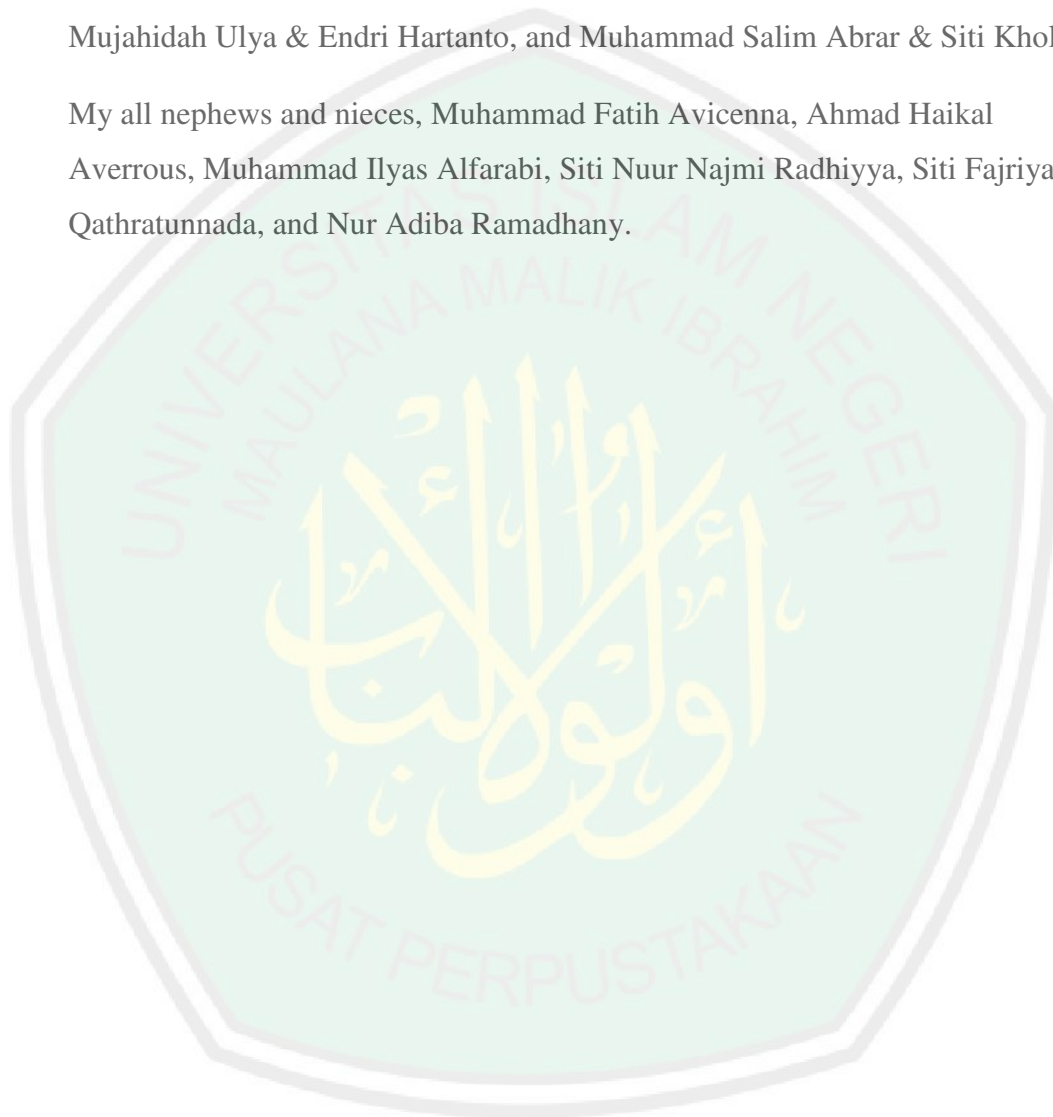 Mujahidah Ulya & Endri Hartanto, and Muhammad Salim Abrar & Siti Khol
My all nephews and nieces, Muhammad Fatih Avicenna, Ahmad Haikal
Averrous, Muhammad Ilyas Alfarabi, Siti Nuur Najmi Radhiyya, Siti Fajriya
Qathratunnada, and Nur Adiba Ramadhany.
UNIVERSITAS ISLAM NEGERI
MAULANA MALIK IBRAHIM
أولوا الألباب
PUSAT PERPUSTAKAAN